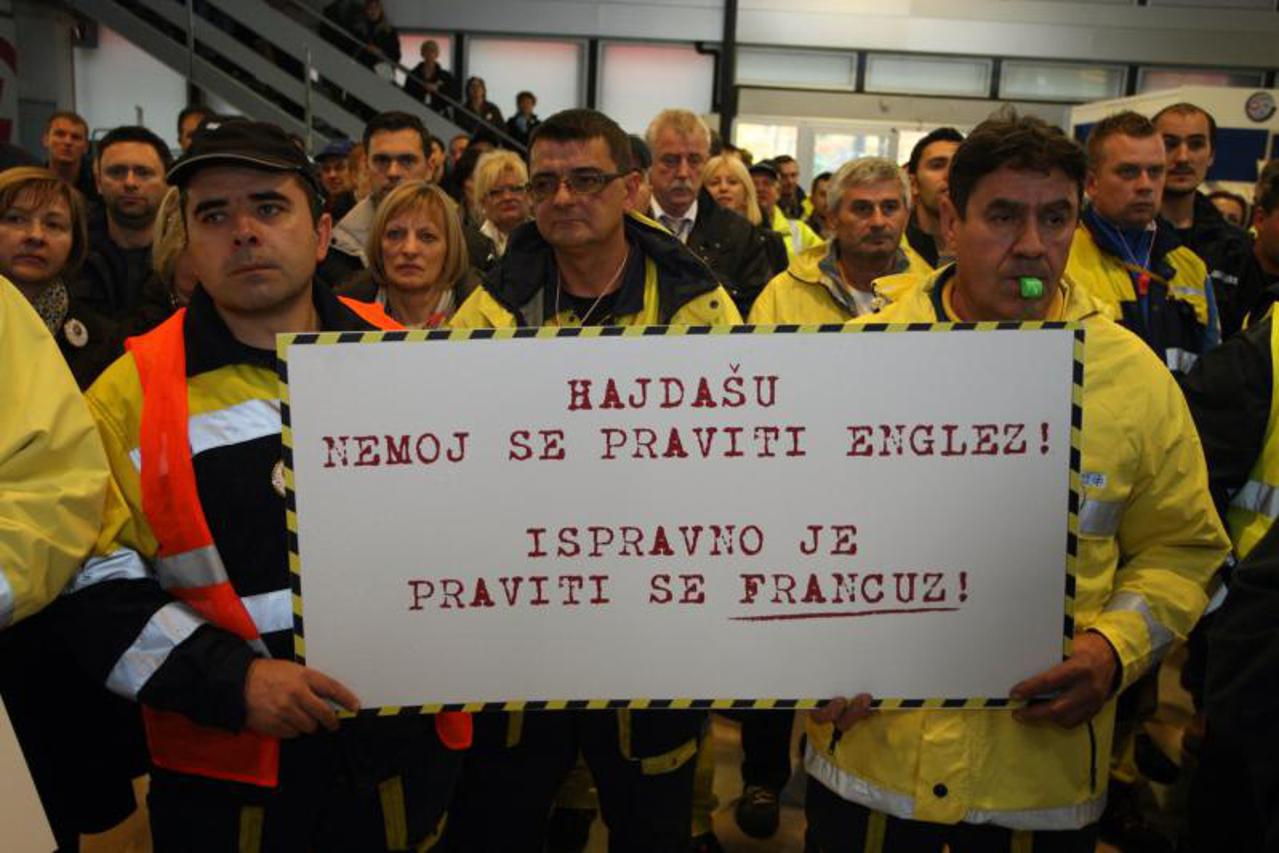 HAJDAŠU
NEMOJ SE PRAVITI ENGLEZ!
ISPRAVNO JE
PRAVITI SE FRANCUZ!